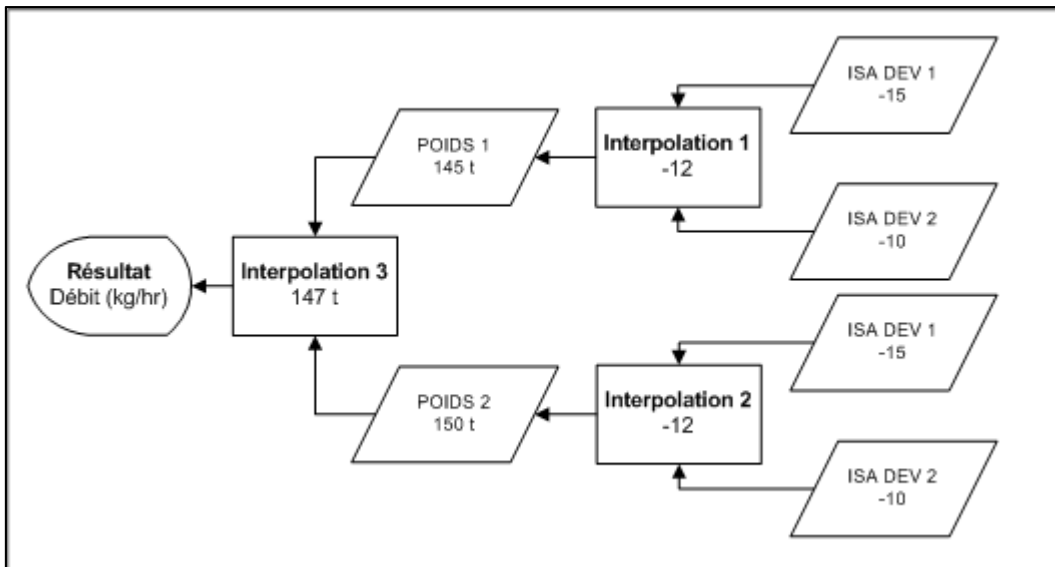 ISA DEV 1
-15
POIDS 1
145 t
Interpolation 1
-12
ISA DEV 2
-10
Résultat
Débit (kg/hr)
Interpolation 3
147 t
ISA DEV 1
-15
POIDS 2
150 t
Interpolation 2
-12
ISA DEV 2
-10